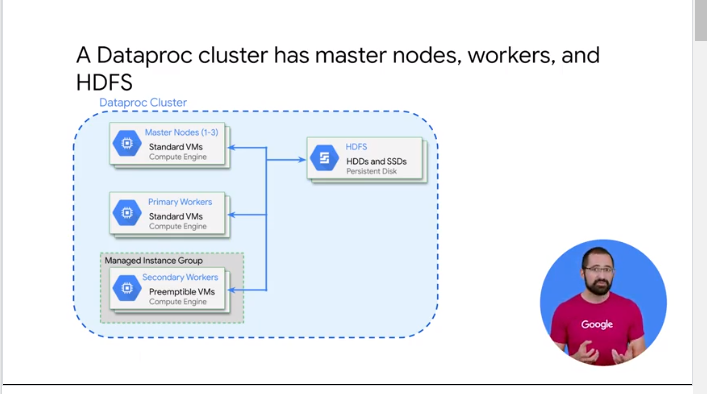 A Dataproc cluster has master nodes, workers, and
HDFS
Dataproc Cluster
Master Nodes (1-3)
Standard VMs
Compute Engine
HDFS
HDDs and SSDs
Persistent Disk
Primary Workers
Standard VMs
Compute Engine
Managed Instance Group
Secondary Workers
Preemptible VMs
Compute Engine
Google